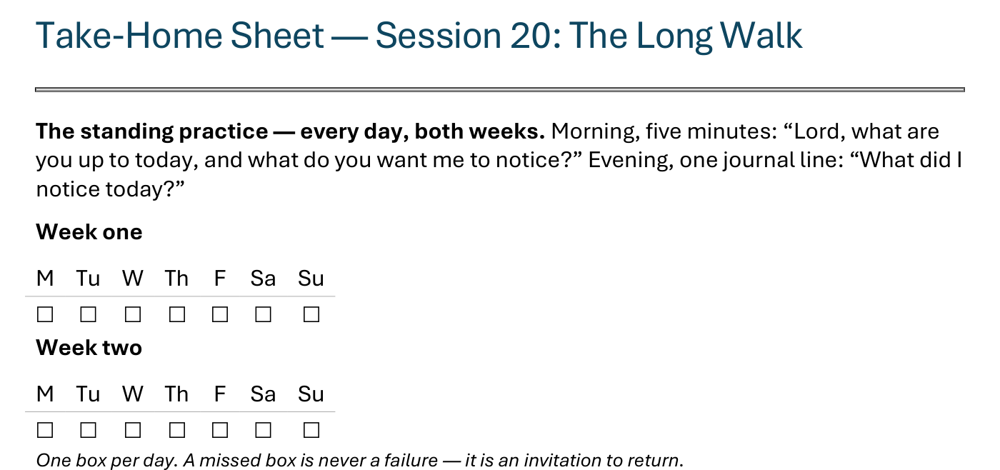 Take-Home Sheet — Session 20: The Long Walk
The standing practice — every day, both weeks. Morning, five minutes: “Lord, what are
you up to today, and what do you want me to notice?” Evening, one journal line: “What did I
notice today?”
Week one
M Tu W Th F Sa Su
☐ ☐ ☐ ☐ ☐ ☐ ☐
Week two
M Tu W Th F Sa Su
☐ ☐ ☐ ☐ ☐ ☐ ☐
One box per day. A missed box is never a failure — it is an invitation to return.